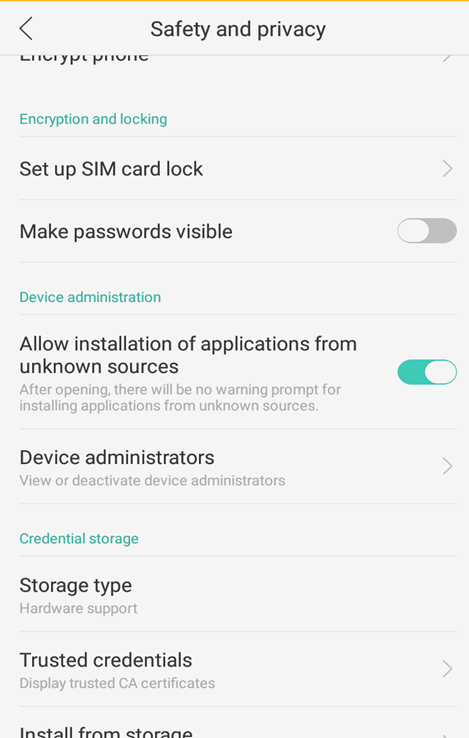 Safety and privacy
Encrypt phone
Encryption and locking
Set up SIM card lock
Make passwords visible
Device administration
Allow installation of applications from
unknown sources
After opening, there will be no warning prompt for
installing applications from unknown sources.
Device administrators
View or deactivate device administrators
Credential storage
Storage type
Hardware support
Trusted credentials
Display trusted CA certificates
Install from storage